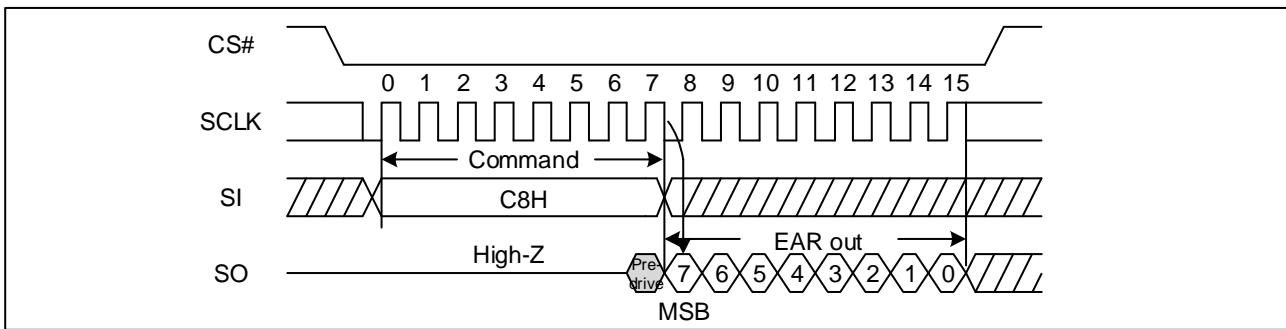 CS#
0 1 2 3 4 5 6 7 8 9 10 11 12 13 14 15
SCLK
Command
SI
C8H
EAR out
High-Z
SO
Pre-
drive
7 6 5 4 3 2 1 0
MSB